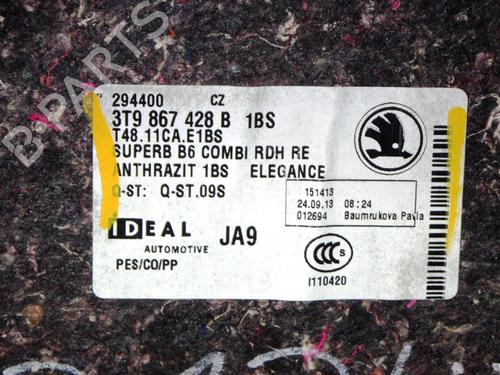 B-PARTS
294400 CZ
3T9 867 428 B 1BS
T48.11CA.E1BS
SUPERB B6 COMBI RDH RE
ANTHRAZIT 1BS ELEGANCE
Q-ST: Q-ST.09S
151413
24.09.13 08:24
012694 Baumrukova Pavla
iDEAL
AUTOMOTIVE
JA9
PES/CO/PP
CCC S
I110420